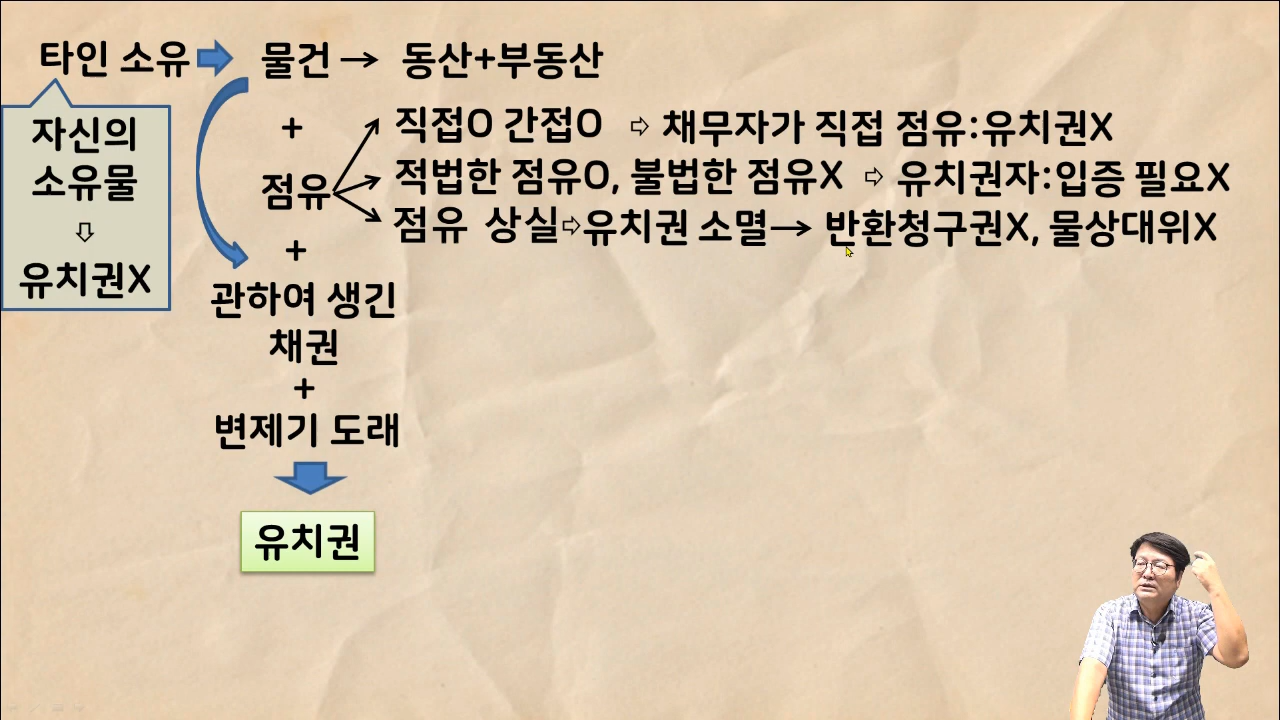 타인 소유 ➡ 물건 → 동산+부동산
자신의
소유물
⇩
유치권X
+
점유
직접O 간접O ⇨ 채무자가 직접 점유:유치권X
적법한 점유O, 불법한 점유X ⇨ 유치권자:입증 필요X
점유 상실⇨유치권 소멸→ 반환청구권X, 물상대위X
+
관하여 생긴
채권
+
변제기 도래
유치권